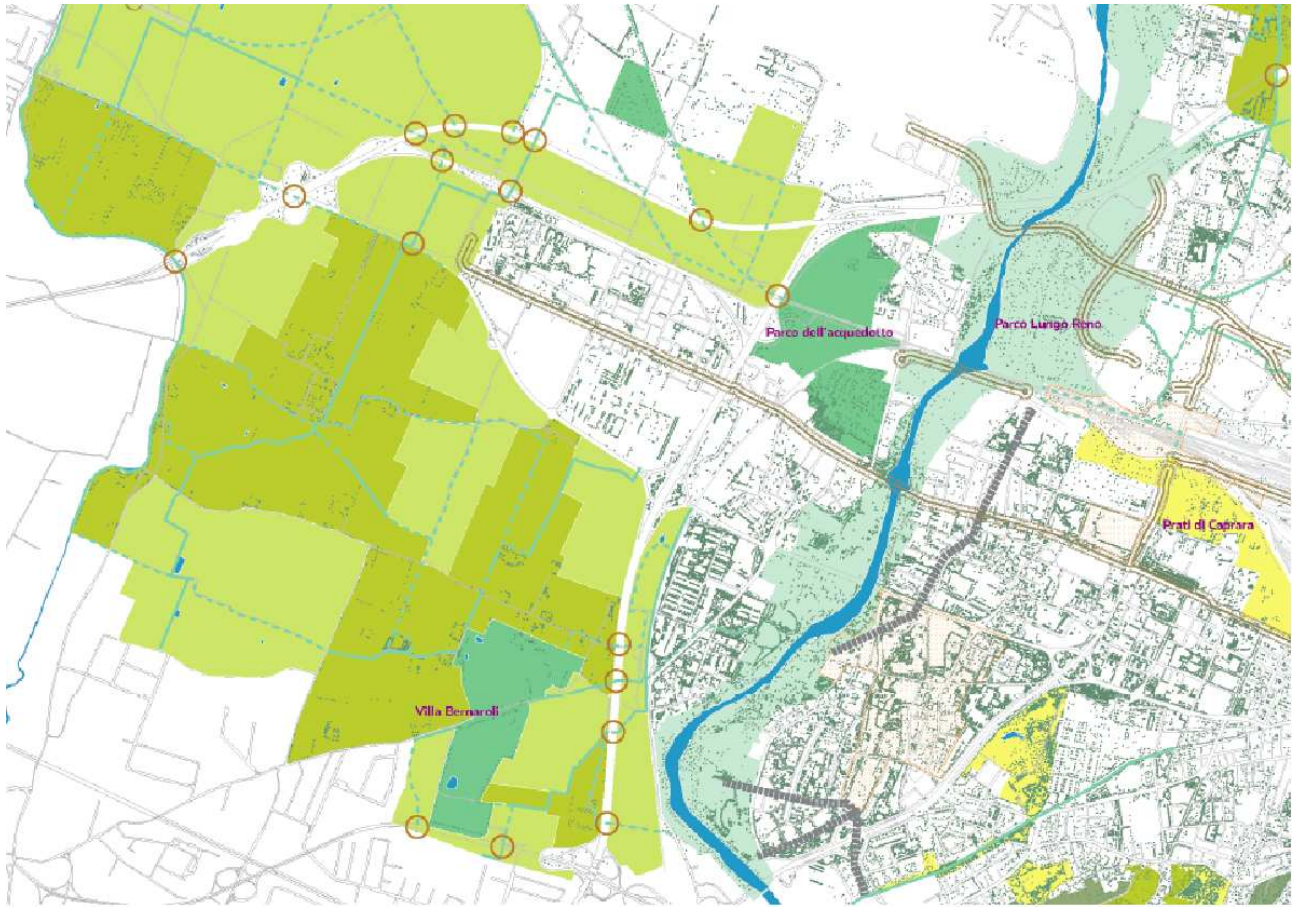 Parco Lungo Reno
Parco dell'acquedotto
Prati di Caprara
Villa Bernaroli